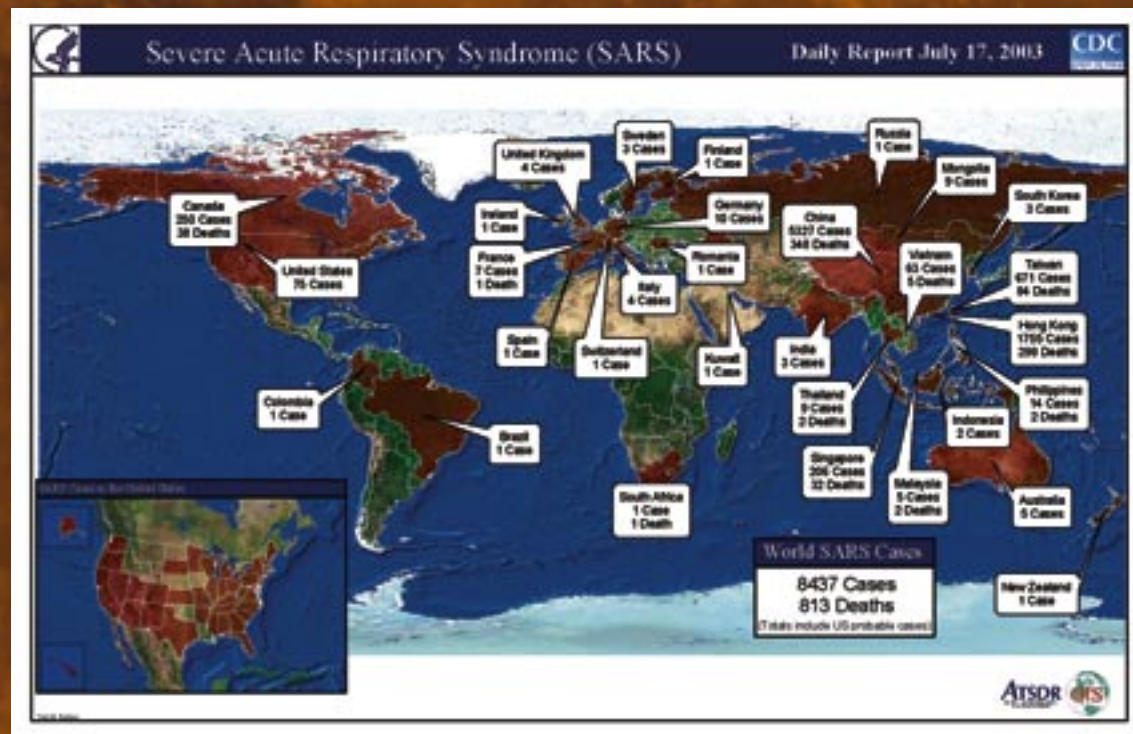 Severe Acute Respiratory Syndrome (SARS)
Daily Report July 17, 2003
CDC
Sweden
3 Cases
Finland
1 Case
Russia
1 Case
United Kingdom
4 Cases
Mongolia
9 Cases
South Korea
3 Cases
Canada
250 Cases
38 Deaths
Ireland
1 Case
Germany
10 Cases
China
5327 Cases
348 Deaths
United States
75 Cases
France
7 Cases
1 Death
Romania
1 Case
Vietnam
63 Cases
5 Deaths
Taiwan
671 Cases
84 Deaths
Italy
4 Cases
Hong Kong
1755 Cases
Deaths
Spain
1 Case
Switzerland
1 Case
Kuwait
1 Case
India
3 Cases
Philippines
14 Cases
2 Deaths
Thailand
9 Cases
2 Deaths
Indonesia
2 Cases
Colombia
1 Case
Brazil
1 Case
Singapore
206 Cases
32 Deaths
Malaysia
5 Cases
2 Deaths
Australia
5 Cases
South Africa
1 Case
1 Death
World SARS Cases
8437 Cases
813 Deaths
(Totals include US probable cases)
New Zealand
1 Case
ATSDR
GIS